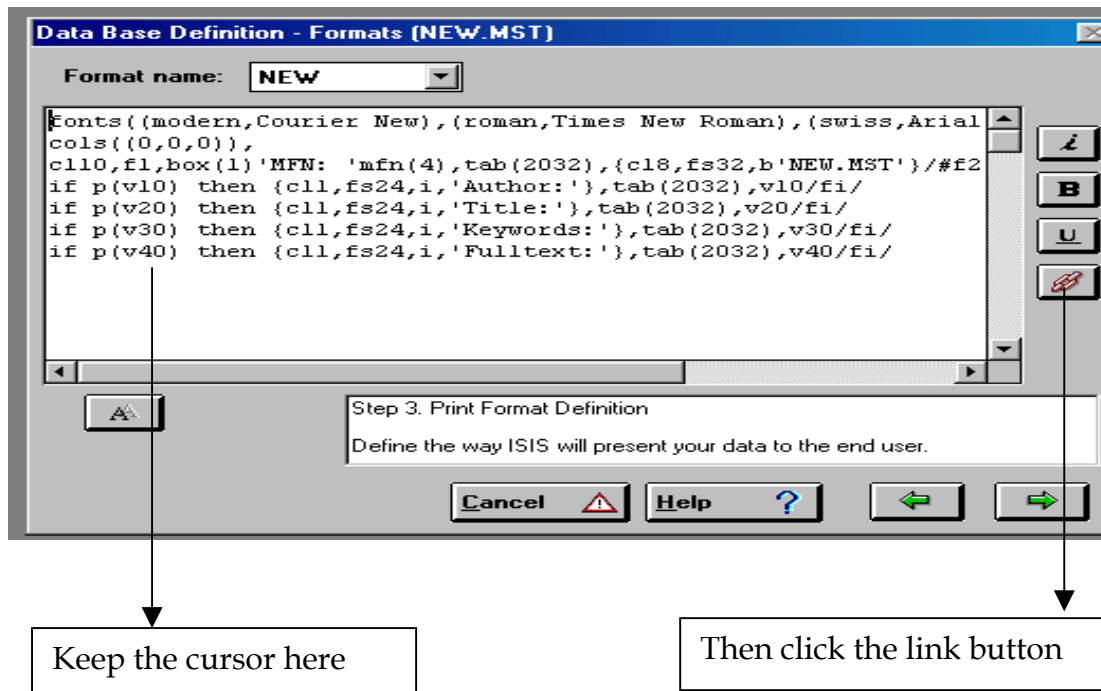 Data Base Definition - Formats (NEW.MST)
Format name: NEW
fonts((modern,Courier New),(roman,Times New Roman),(swiss,Arial
cols((0,0,0)),
cl10,f1,box(1)'MFN: 'mfn(4),tab(2032),{cl8,fs32,b'NEW.MST'}/#f2
if p(v10) then {cl1,fs24,i,'Author:'},tab(2032),v10/fi/
if p(v20) then {cl1,fs24,i,'Title:'},tab(2032),v20/fi/
if p(v30) then {cl1,fs24,i,'Keywords:'},tab(2032),v30/fi/
if p(v40) then {cl1,fs24,i,'Fulltext:'},tab(2032),v40/fi/
i
B
U
A
Step 3. Print Format Definition
Define the way ISIS will present your data to the end user.
Cancel Help ?
Keep the cursor here
Then click the link button